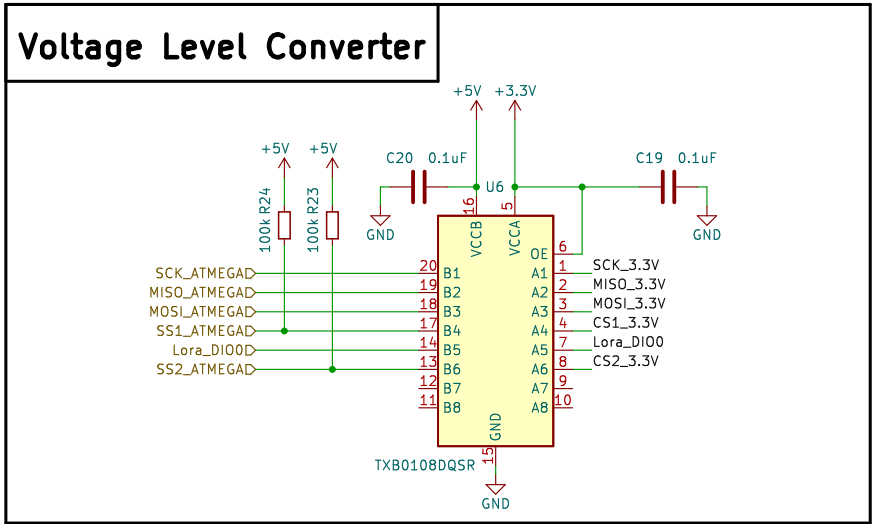 Voltage Level Converter
+5V +3.3V
+5V +5V
C20 0.1uF
C19 0.1uF
U6
GND
GND
100k R24
100k R23
16 5
VCCB VCCA
OE 6
SCK_ATMEGA 20 B1 A1 1 SCK_3.3V
MISO_ATMEGA 19 B2 A2 2 MISO_3.3V
MOSI_ATMEGA 18 B3 A3 3 MOSI_3.3V
SS1_ATMEGA 17 B4 A4 4 CS1_3.3V
Lora_DIO0 14 B5 A5 7 Lora_DIO0
SS2_ATMEGA 13 B6 A6 8 CS2_3.3V
12 B7 A7 9
11 B8 A8 10
GND
15
TXB0108DQSR
GND